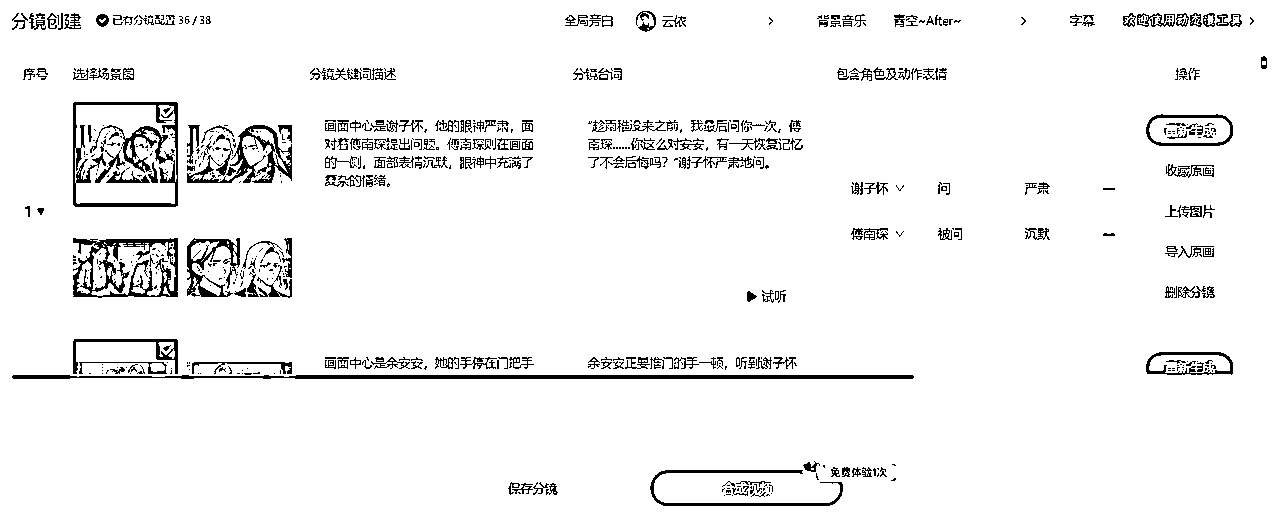 分镜创建 已有分镜配置 36 / 38 全局旁白 云依 背景音乐 青空~After~ 字幕 欢迎使用动态漫工具
序号 选择场景图 分镜关键词描述 分镜台词 包含角色及动作表情 操作
画面中心是谢子怀，他的眼神严肃，面
对着傅南琛提出问题。傅南琛则在画面
的一侧，面部表情沉默，眼神中充满了
复杂的情绪。
“趁雨稚没来之前，我最后问你一次，傅
南琛……你这么对安安，有一天恢复记忆
了不会后悔吗？”谢子怀严肃地问。
谢子怀 问 严肃
傅南琛 被问 沉默
重新生成
收藏原画
上传图片
导入原画
删除分镜
1
试听
画面中心是余安安，她的手停在门把手
余安安正要推门的手一顿，听到谢子怀
重新生成
保存分镜
合成视频
免费体验1次